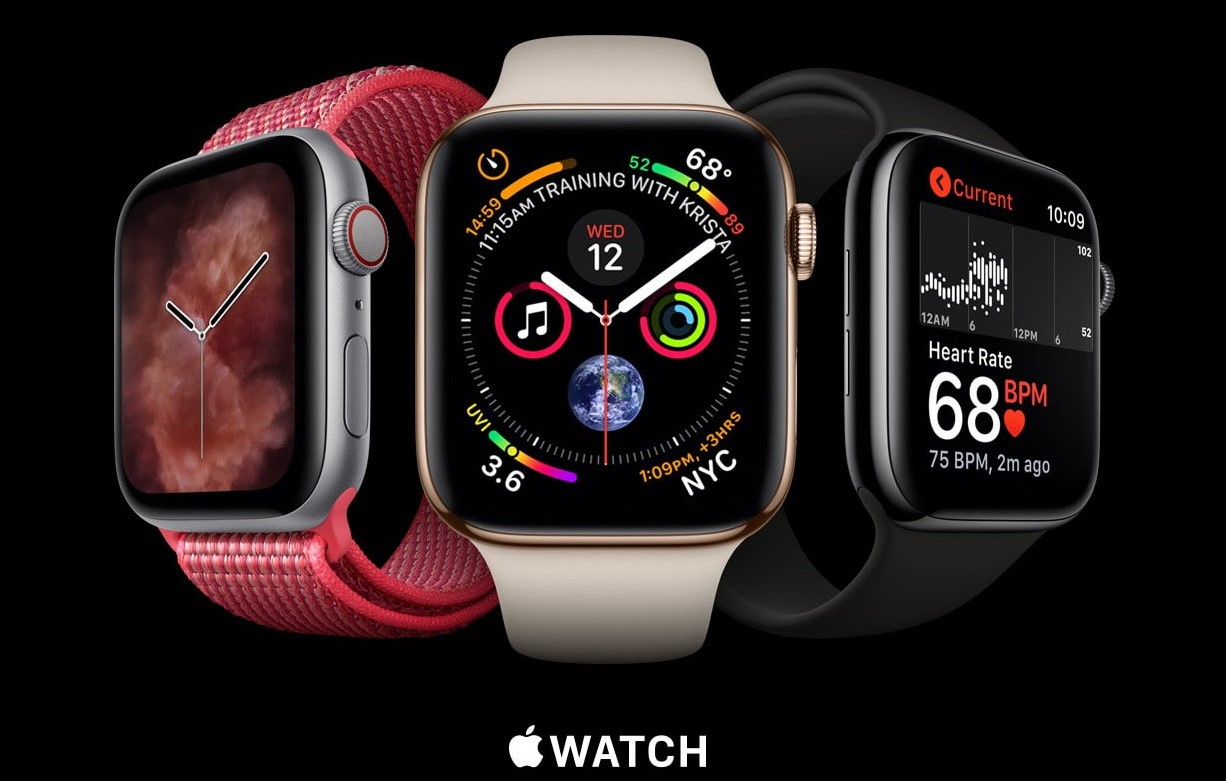 14:59
11:15AM TRAINING WITH KRISTA
52
68°
89
WED
12
UVI
3.6
1:09PM, +3HRS
NYC
Current
10:09
102
52
12AM
6
12PM
6
Heart Rate
68 BPM
75 BPM, 2m ago
WATCH